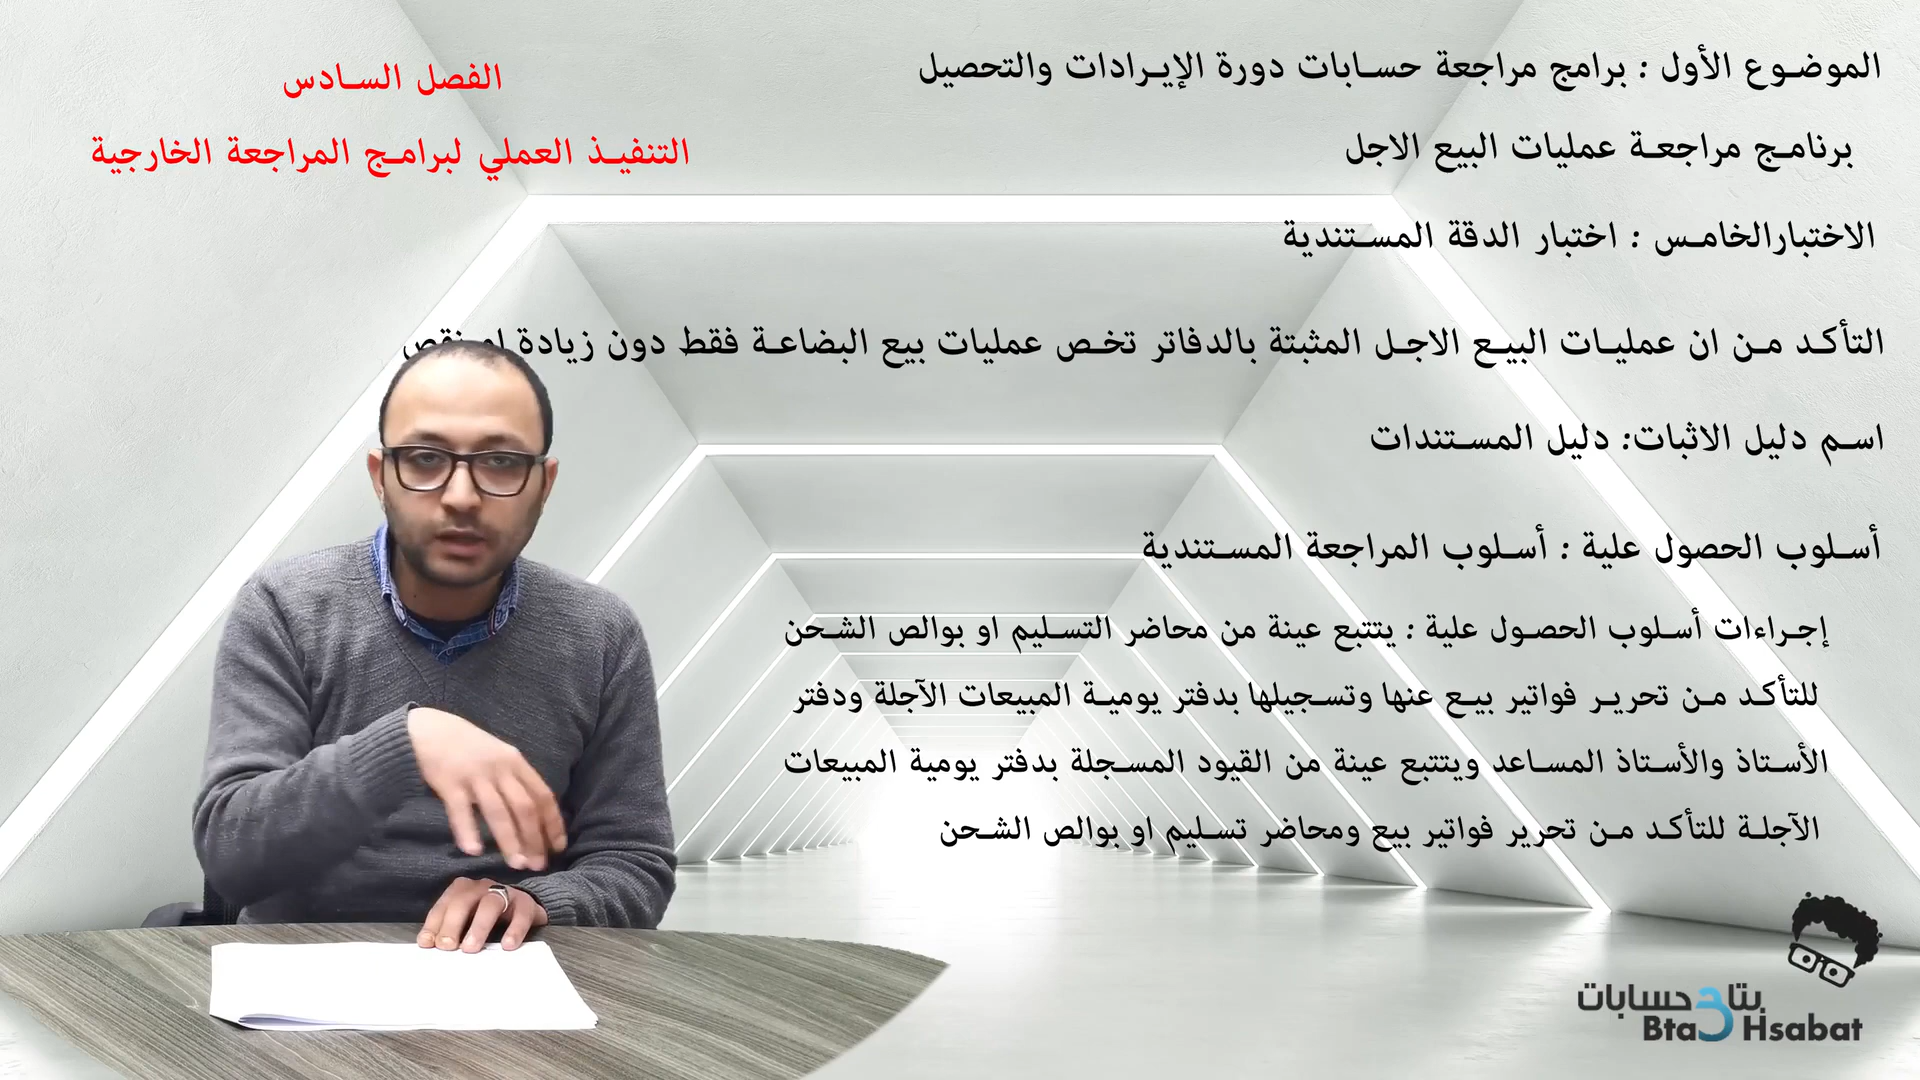 الموضوع الأول : برامج مراجعة حسابات دورة الإيرادات والتحصيل
الفصل السادس
برنامج مراجعة عمليات البيع الاجل
التنفيذ العملي لبرامج المراجعة الخارجية
الاختبارالخامس : اختبار الدقة المستندية
التأكد من ان عمليات البيع الاجل المثبتة بالدفاتر تخص عمليات بيع البضاعة فقط دون زيادة او نقص
اسم دليل الاثبات: دليل المستندات
أسلوب الحصول علية : أسلوب المراجعة المستندية
إجراءات أسلوب الحصول علية : يتتبع عينة من محاضر التسليم او بوالص الشحن
للتأكد من تحرير فواتير بيع عنها وتسجيلها بدفتر يومية المبيعات الآجلة ودفتر
الأستاذ والأستاذ المساعد ويتتبع عينة من القيود المسجلة بدفتر يومية المبيعات
الآجلة للتأكد من تحرير فواتير بيع ومحاضر تسليم او بوالص الشحن
بتاع حسابات
Bta3 Hsabat